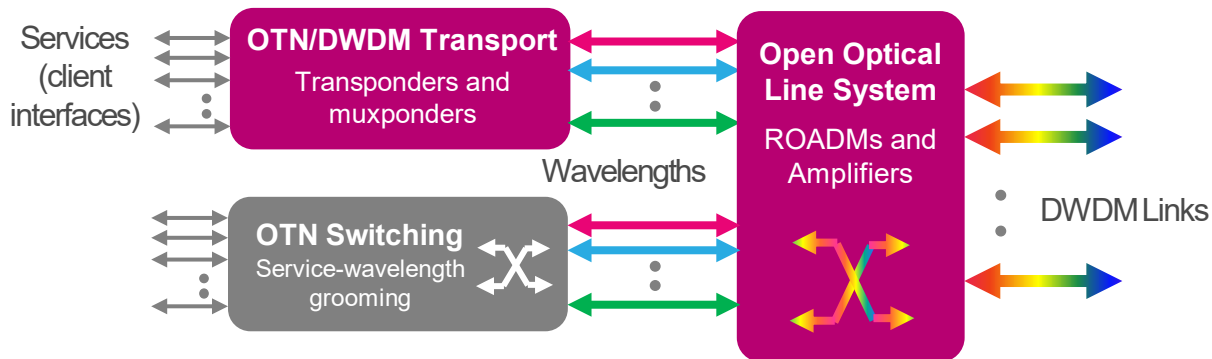 Services
(client
interfaces)
OTN/DWDM Transport
Transponders and
muxponders
Wavelengths
OTN Switching
Service-wavelength
grooming
Open Optical
Line System
ROADMs and
Amplifiers
DWDM Links